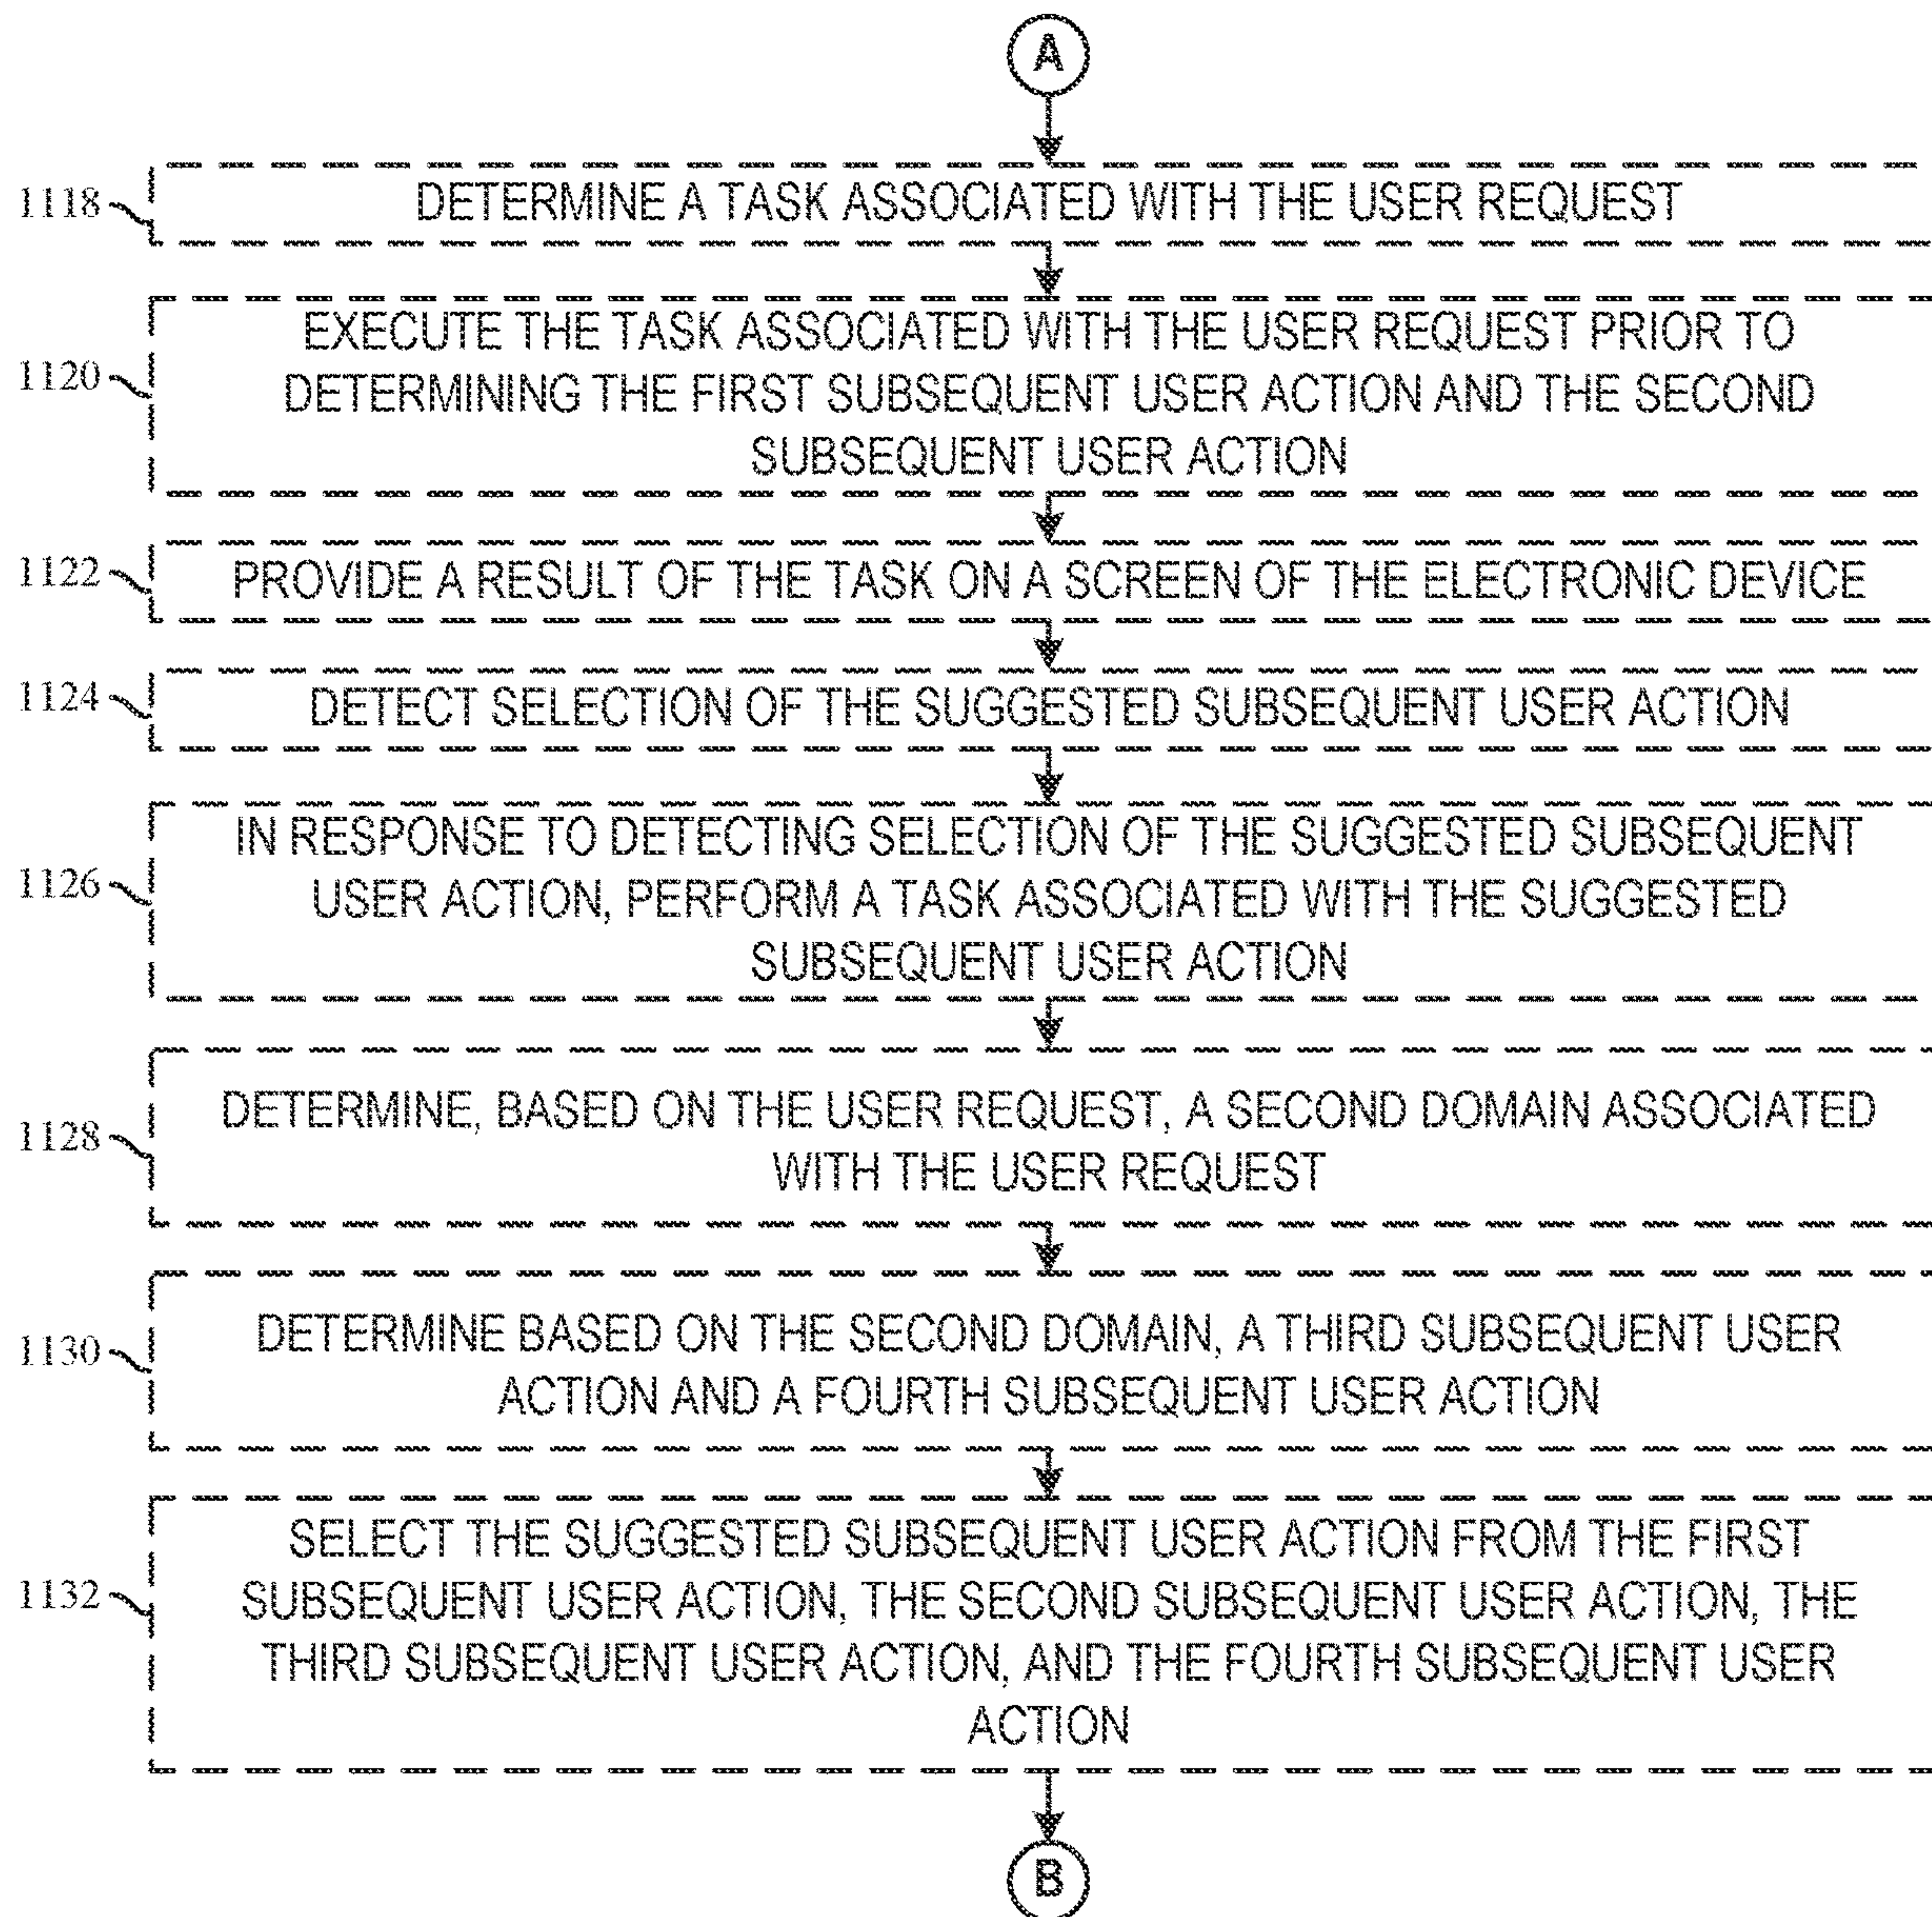 A
1118
DETERMINE A TASK ASSOCIATED WITH THE USER REQUEST
1120
EXECUTE THE TASK ASSOCIATED WITH THE USER REQUEST PRIOR TO
DETERMINING THE FIRST SUBSEQUENT USER ACTION AND THE SECOND
SUBSEQUENT USER ACTION
1122
PROVIDE A RESULT OF THE TASK ON A SCREEN OF THE ELECTRONIC DEVICE
1124
DETECT SELECTION OF THE SUGGESTED SUBSEQUENT USER ACTION
1126
IN RESPONSE TO DETECTING SELECTION OF THE SUGGESTED SUBSEQUENT
USER ACTION, PERFORM A TASK ASSOCIATED WITH THE SUGGESTED
SUBSEQUENT USER ACTION
1128
DETERMINE, BASED ON THE USER REQUEST, A SECOND DOMAIN ASSOCIATED
WITH THE USER REQUEST
1130
DETERMINE BASED ON THE SECOND DOMAIN, A THIRD SUBSEQUENT USER
ACTION AND A FOURTH SUBSEQUENT USER ACTION
1132
SELECT THE SUGGESTED SUBSEQUENT USER ACTION FROM THE FIRST
SUBSEQUENT USER ACTION, THE SECOND SUBSEQUENT USER ACTION, THE
THIRD SUBSEQUENT USER ACTION, AND THE FOURTH SUBSEQUENT USER
ACTION
B